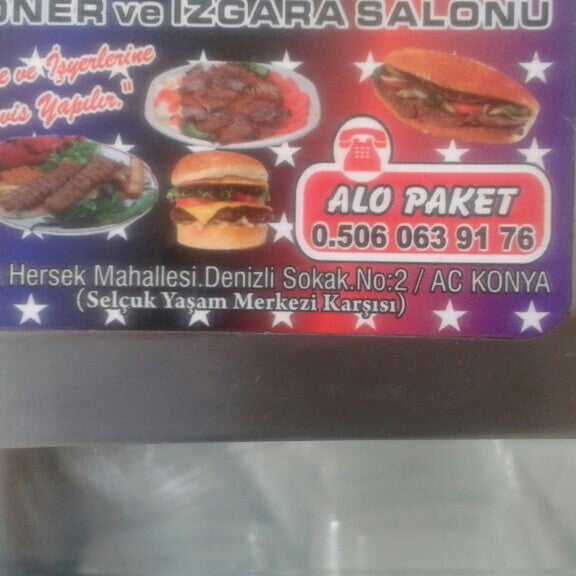 ÖNER ve IZGARA SALONU
e ve İşyerlerine
vis Yapılır."
ALO PAKET
0.506 063 91 76
Hersek Mahallesi.Denizli Sokak.No:2 / AC KONYA
(Selçuk Yaşam Merkezi Karşısı)